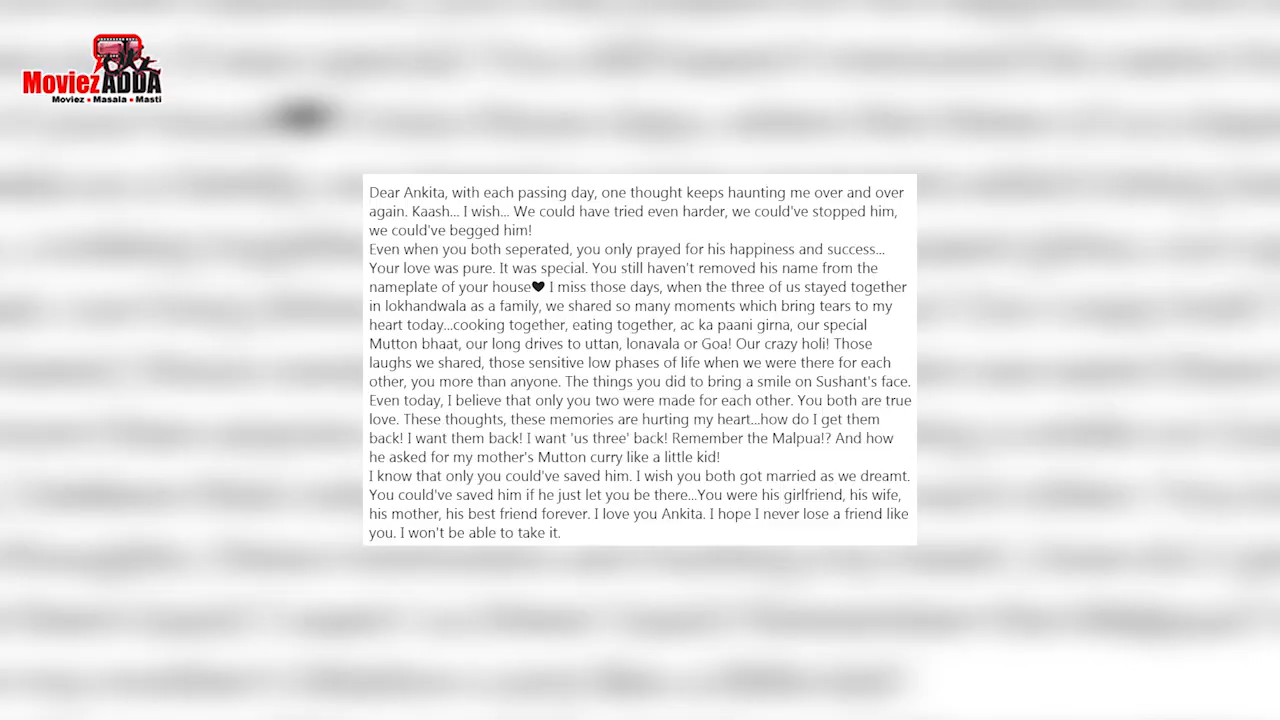 MoviezADDA
Moviez • Masala • Masti
Dear Ankita, with each passing day, one thought keeps haunting me over and over
again. Kaash... I wish... We could have tried even harder, we could've stopped him,
we could've begged him!
Even when you both seperated, you only prayed for his happiness and success...
Your love was pure. It was special. You still haven't removed his name from the
nameplate of your house🖤 I miss those days, when the three of us stayed together
in lokhandwala as a family, we shared so many moments which bring tears to my
heart today...cooking together, eating together, ac ka paani girna, our special
Mutton bhaat, our long drives to uttan, lonavala or Goa! Our crazy holi! Those
laughs we shared, those sensitive low phases of life when we were there for each
other, you more than anyone. The things you did to bring a smile on Sushant's face.
Even today, I believe that only you two were made for each other. You both are true
love. These thoughts, these memories are hurting my heart...how do I get them
back! I want them back! I want 'us three' back! Remember the Malpua!? And how
he asked for my mother's Mutton curry like a little kid!
I know that only you could've saved him. I wish you both got married as we dreamt.
You could've saved him if he just let you be there...You were his girlfriend, his wife,
his mother, his best friend forever. I love you Ankita. I hope I never lose a friend like
you. I won't be able to take it.